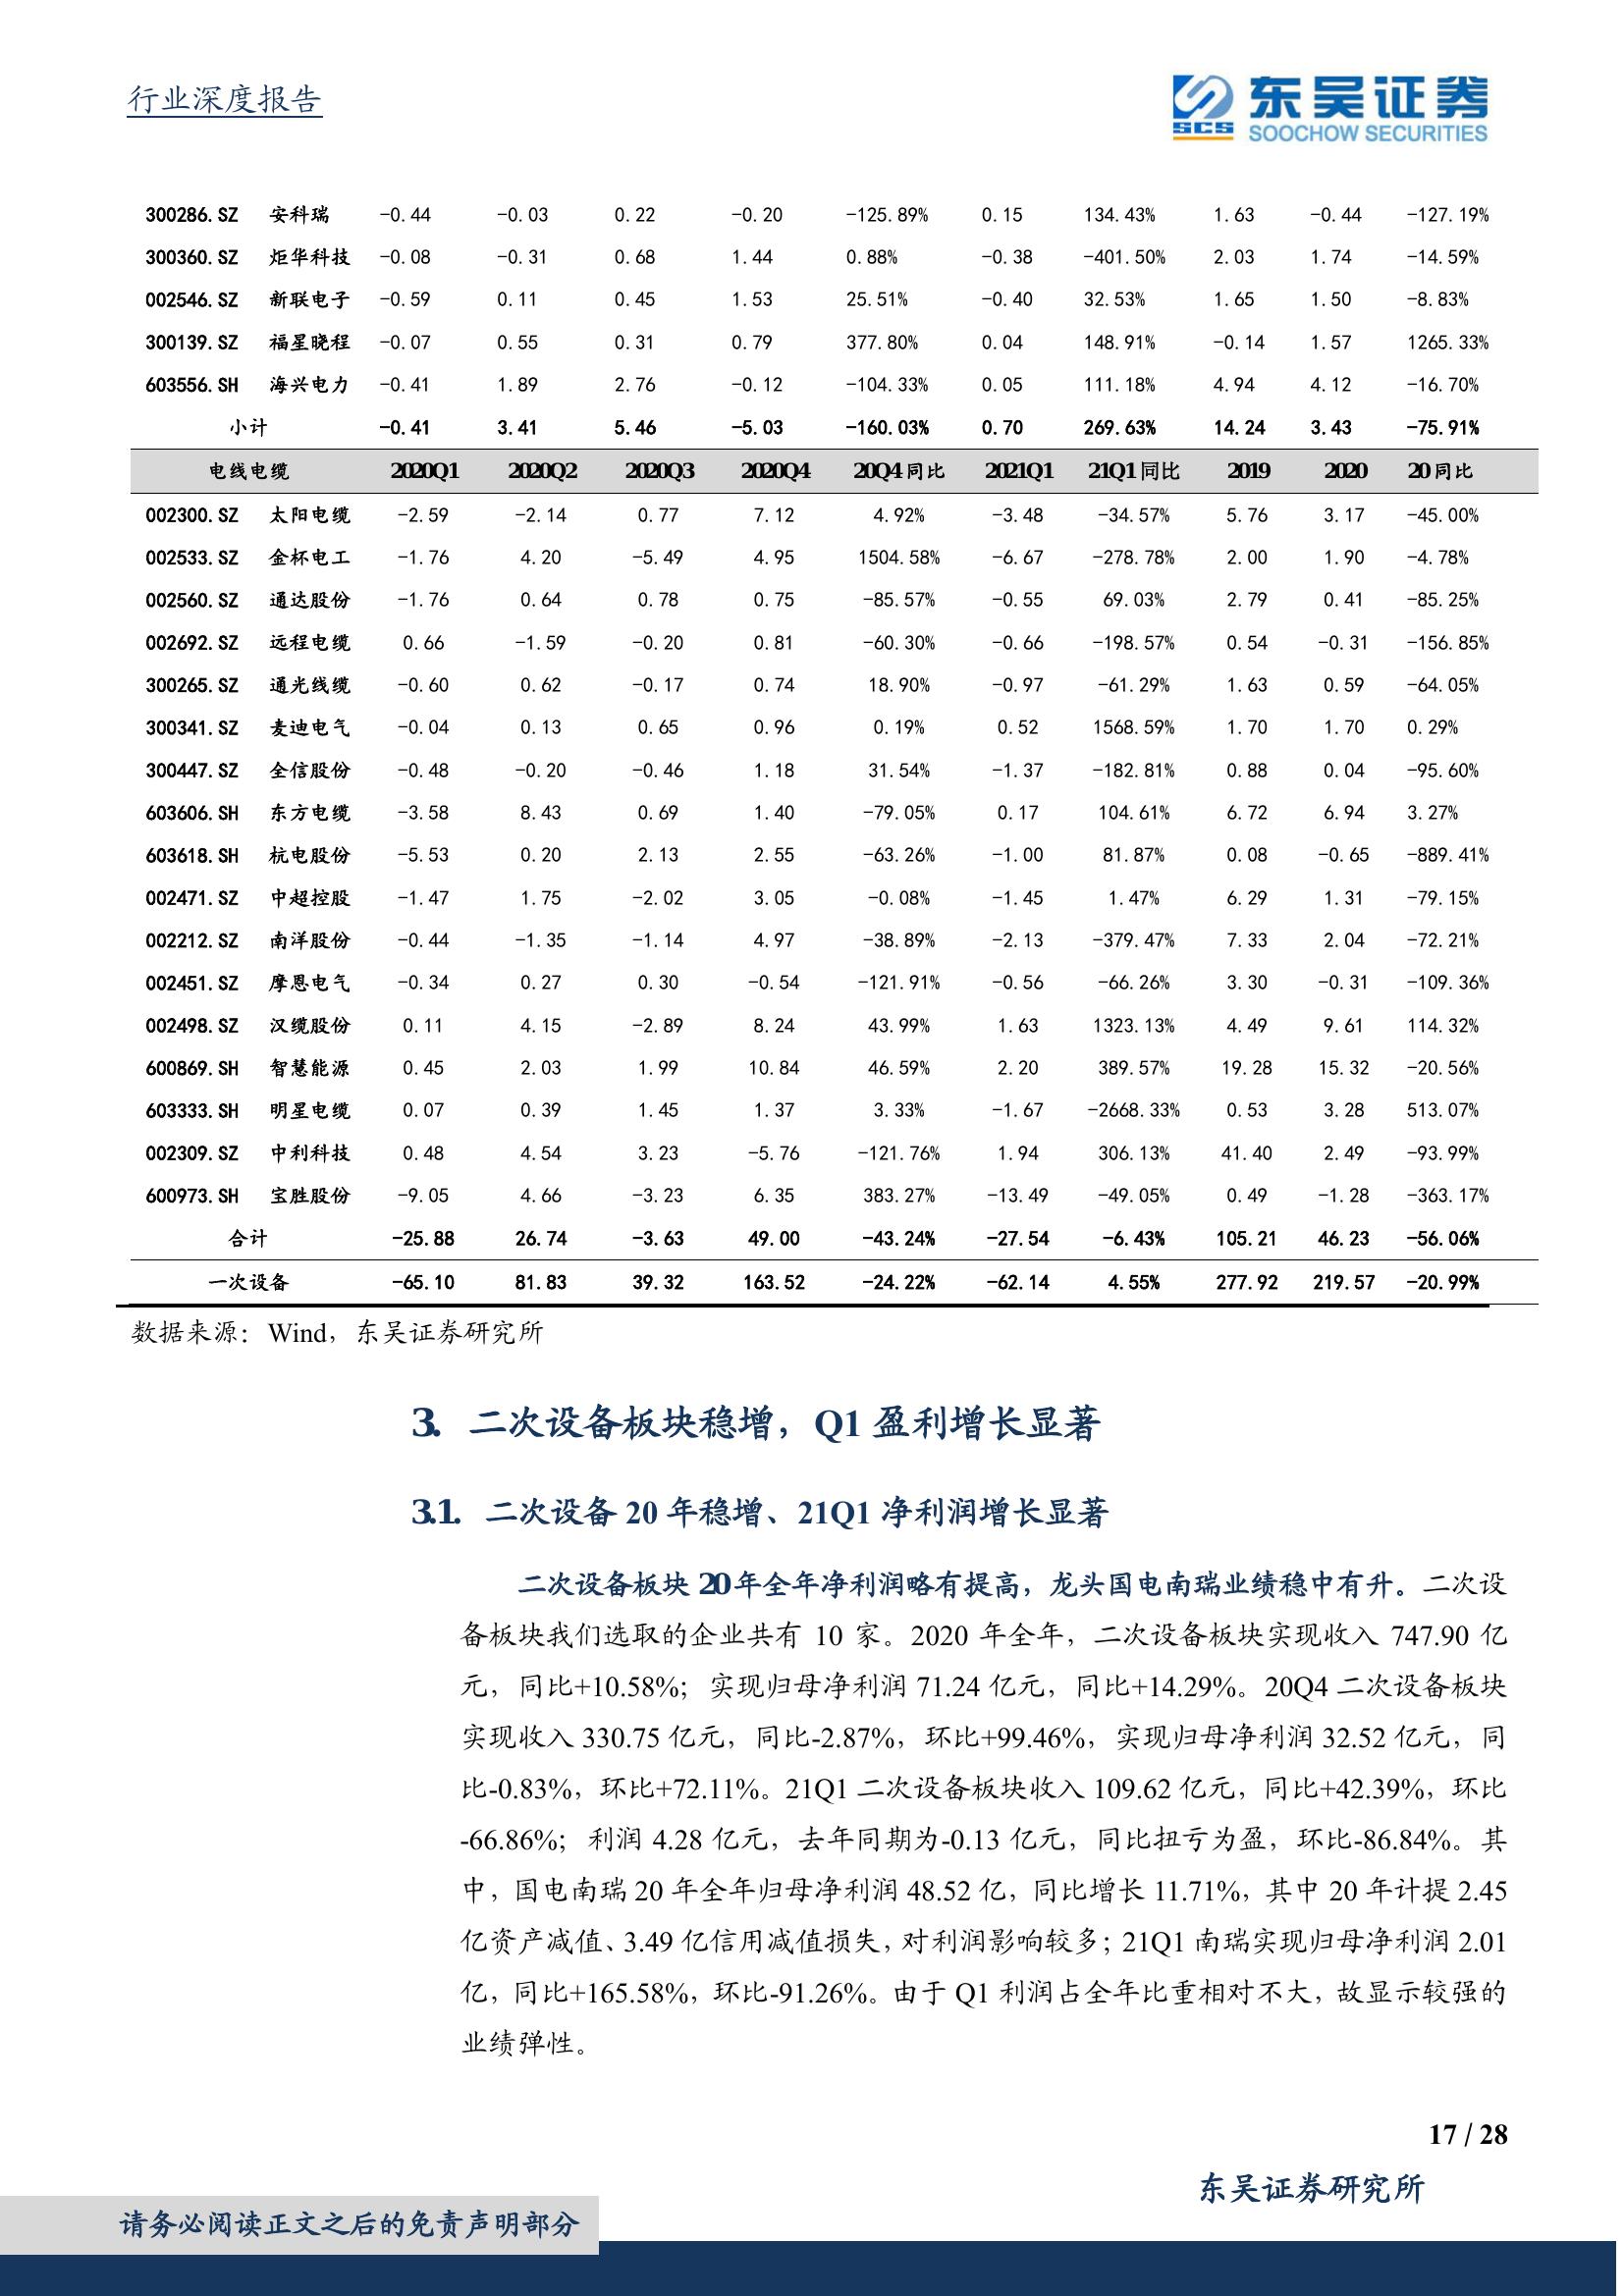 行业深度报告
SCS 东吴证券
SOOCHOW SECURITIES
300286.SZ 安科瑞 -0.44 -0.03 0.22 -0.20 -125.89% 0.15 134.43% 1.63 -0.44 -127.19%
300360.SZ 炬华科技 -0.08 -0.31 0.68 1.44 0.88% -0.38 -401.50% 2.03 1.74 -14.59%
002546.SZ 新联电子 -0.59 0.11 0.45 1.53 25.51% -0.40 32.53% 1.65 1.50 -8.83%
300139.SZ 福星晓程 -0.07 0.55 0.31 0.79 377.80% 0.04 148.91% -0.14 1.57 1265.33%
603556.SH 海兴电力 -0.41 1.89 2.76 -0.12 -104.33% 0.05 111.18% 4.94 4.12 -16.70%
小计 -0.41 3.41 5.46 -5.03 -160.03% 0.70 269.63% 14.24 3.43 -75.91%
电线电缆 2020Q1 2020Q2 2020Q3 2020Q4 20Q4同比 2021Q1 21Q1同比 2019 2020 20同比
002300.SZ 太阳电缆 -2.59 -2.14 0.77 7.12 4.92% -3.48 -34.57% 5.76 3.17 -45.00%
002533.SZ 金杯电工 -1.76 4.20 -5.49 4.95 1504.58% -6.67 -278.78% 2.00 1.90 -4.78%
002560.SZ 通达股份 -1.76 0.64 0.78 0.75 -85.57% -0.55 69.03% 2.79 0.41 -85.25%
002692.SZ 远程电缆 0.66 -1.59 -0.20 0.81 -60.30% -0.66 -198.57% 0.54 -0.31 -156.85%
300265.SZ 通光线缆 -0.60 0.62 -0.17 0.74 18.90% -0.97 -61.29% 1.63 0.59 -64.05%
300341.SZ 麦迪电气 -0.04 0.13 0.65 0.96 0.19% 0.52 1568.59% 1.70 1.70 0.29%
300447.SZ 全信股份 -0.48 -0.20 -0.46 1.18 31.54% -1.37 -182.81% 0.88 0.04 -95.60%
603606.SH 东方电缆 -3.58 8.43 0.69 1.40 -79.05% 0.17 104.61% 6.72 6.94 3.27%
603618.SH 杭电股份 -5.53 0.20 2.13 2.55 -63.26% -1.00 81.87% 0.08 -0.65 -889.41%
002471.SZ 中超控股 -1.47 1.75 -2.02 3.05 -0.08% -1.45 1.47% 6.29 1.31 -79.15%
002212.SZ 南洋股份 -0.44 -1.35 -1.14 4.97 -38.89% -2.13 -379.47% 7.33 2.04 -72.21%
002451.SZ 摩恩电气 -0.34 0.27 0.30 -0.54 -121.91% -0.56 -66.26% 3.30 -0.31 -109.36%
002498.SZ 汉缆股份 0.11 4.15 -2.89 8.24 43.99% 1.63 1323.13% 4.49 9.61 114.32%
600869.SH 智慧能源 0.45 2.03 1.99 10.84 46.59% 2.20 389.57% 19.28 15.32 -20.56%
603333.SH 明星电缆 0.07 0.39 1.45 1.37 3.33% -1.67 -2668.33% 0.53 3.28 513.07%
002309.SZ 中利科技 0.48 4.54 3.23 -5.76 -121.76% 1.94 306.13% 41.40 2.49 -93.99%
600973.SH 宝胜股份 -9.05 4.66 -3.23 6.35 383.27% -13.49 -49.05% 0.49 -1.28 -363.17%
合计 -25.88 26.74 -3.63 49.00 -43.24% -27.54 -6.43% 105.21 46.23 -56.06%
一次设备 -65.10 81.83 39.32 163.52 -24.22% -62.14 4.55% 277.92 219.57 -20.99%
数据来源：Wind，东吴证券研究所
3. 二次设备板块稳增，Q1 盈利增长显著
3.1. 二次设备 20 年稳增、21Q1 净利润增长显著
二次设备板块 20 年全年净利润略有提高，龙头国电南瑞业绩稳中有升。二次设
备板块我们选取的企业共有 10 家。2020 年全年，二次设备板块实现收入 747.90 亿
元，同比+10.58%；实现归母净利润 71.24 亿元，同比+14.29%。20Q4 二次设备板块
实现收入 330.75 亿元，同比-2.87%，环比+99.46%，实现归母净利润 32.52 亿元，同
比-0.83%，环比+72.11%。21Q1 二次设备板块收入 109.62 亿元，同比+42.39%，环比
-66.86%；利润 4.28 亿元，去年同期为-0.13 亿元，同比扭亏为盈，环比-86.84%。其
中，国电南瑞 20 年全年归母净利润 48.52 亿，同比增长 11.71%，其中 20 年计提 2.45
亿资产减值、3.49 亿信用减值损失，对利润影响较多；21Q1 南瑞实现归母净利润 2.01
亿，同比+165.58%，环比-91.26%。由于 Q1 利润占全年比重相对不大，故显示较强的
业绩弹性。
17 / 28
东吴证券研究所
请务必阅读正文之后的免责声明部分